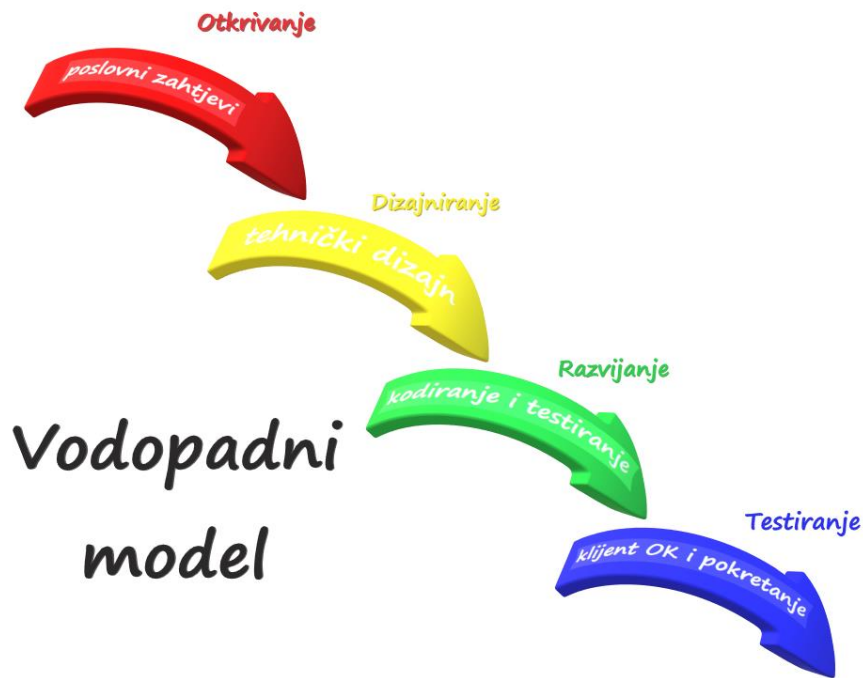 Otkrivanje
poslovni zahtjevi
Dizajniranje
tehnički dizajn
Razvijanje
kodiranje i testiranje
Vodopadni
model
Testiranje
klijent OK i pokretanje